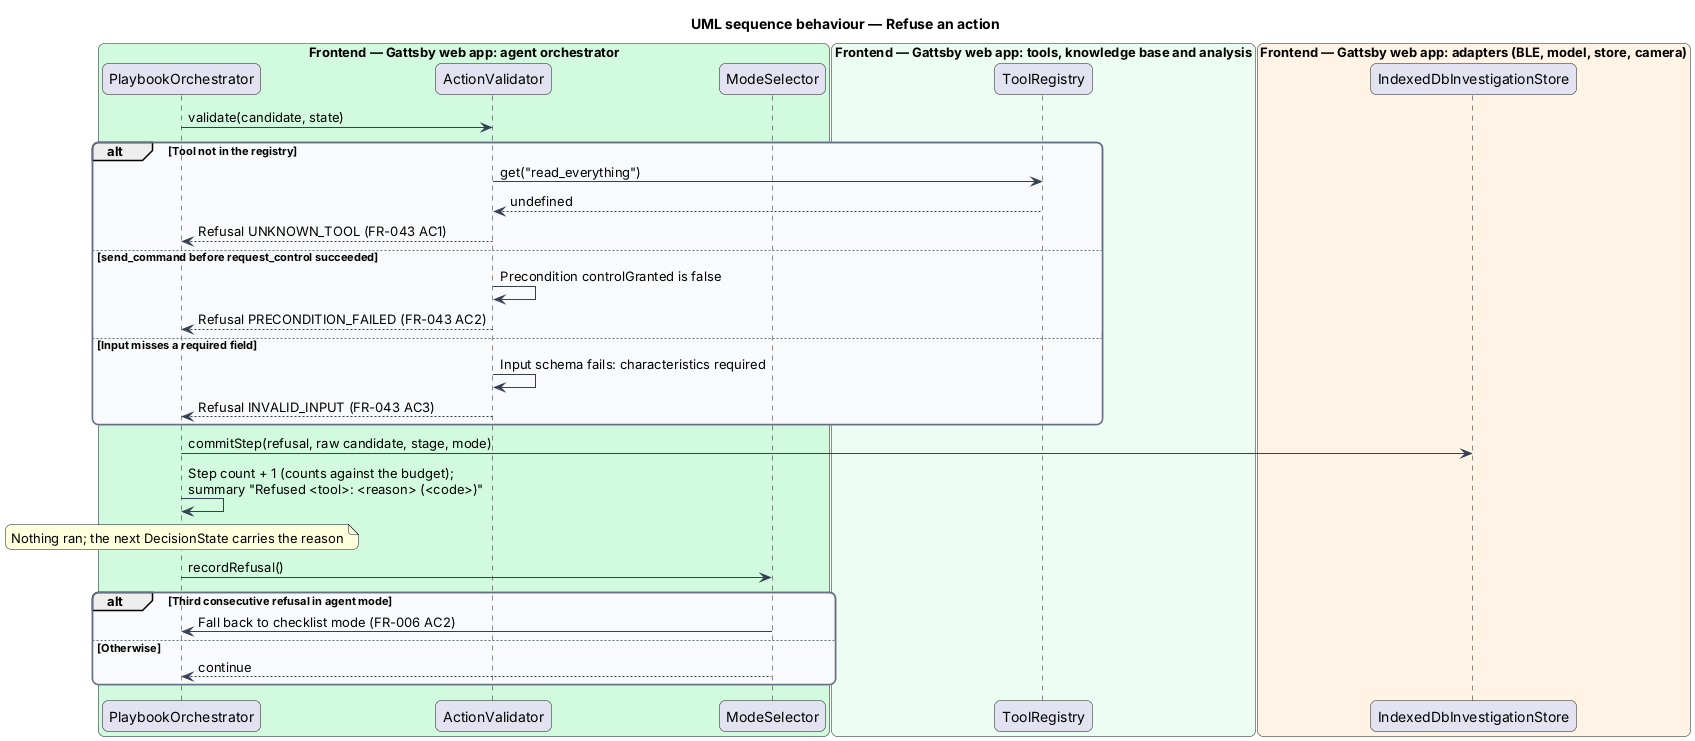 UML sequence behaviour — Refuse an action
Frontend — Gattsby web app: agent orchestrator
Frontend — Gattsby web app: tools, knowledge base and analysis
Frontend — Gattsby web app: adapters (BLE, model, store, camera)
PlaybookOrchestrator
ActionValidator
ModeSelector
ToolRegistry
IndexedDbInvestigationStore
validate(candidate, state)
alt
[Tool not in the registry]
get("read_everything")
undefined
Refusal UNKNOWN_TOOL (FR-043 AC1)
[send_command before request_control succeeded]
Precondition controlGranted is false
Refusal PRECONDITION_FAILED (FR-043 AC2)
[Input misses a required field]
Input schema fails: characteristics required
Refusal INVALID_INPUT (FR-043 AC3)
commitStep(refusal, raw candidate, stage, mode)
Step count + 1 (counts against the budget);
summary "Refused <tool>: <reason> (<code>)"
Nothing ran; the next DecisionState carries the reason
recordRefusal()
alt
[Third consecutive refusal in agent mode]
Fall back to checklist mode (FR-006 AC2)
[Otherwise]
continue
PlaybookOrchestrator
ActionValidator
ModeSelector
ToolRegistry
IndexedDbInvestigationStore